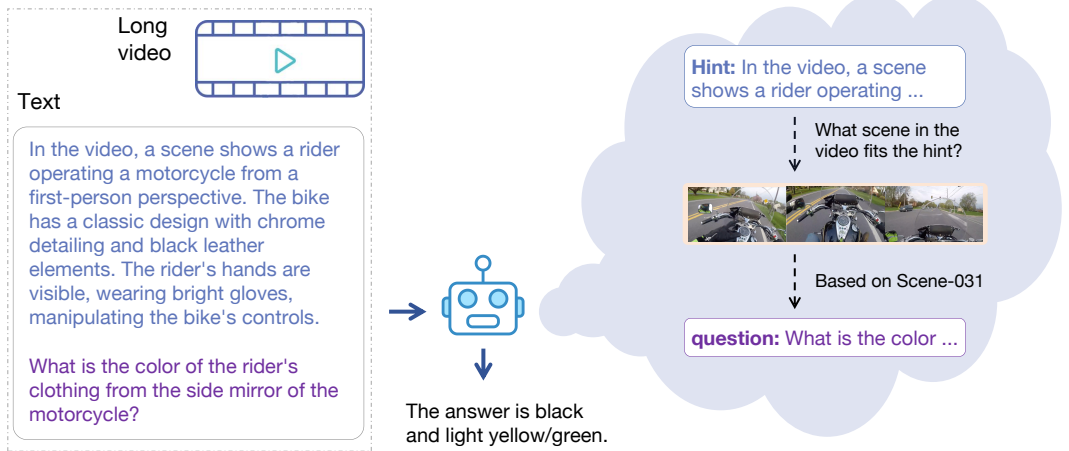 Long
video
Text
In the video, a scene shows a rider
operating a motorcycle from a
first-person perspective. The bike
has a classic design with chrome
detailing and black leather
elements. The rider's hands are
visible, wearing bright gloves,
manipulating the bike's controls.
What is the color of the rider's
clothing from the side mirror of the
motorcycle?
The answer is black
and light yellow/green.
Hint: In the video, a scene
shows a rider operating ...
What scene in the
video fits the hint?
Based on Scene-031
question: What is the color ...